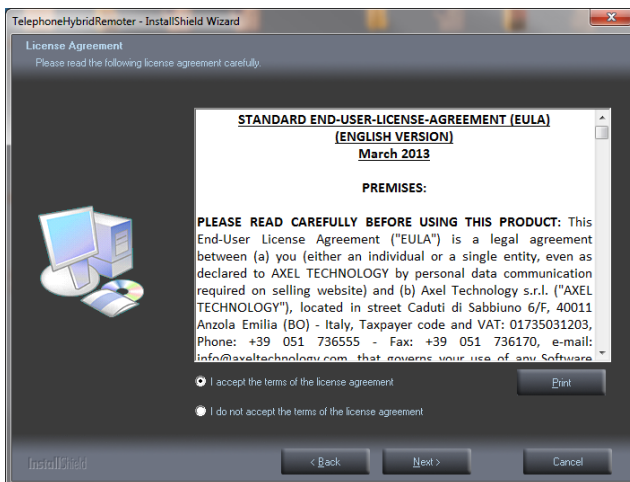 TelephoneHybridRemoter - InstallShield Wizard
License Agreement
Please read the following license agreement carefully.
STANDARD END-USER-LICENSE-AGREEMENT (EULA)
(ENGLISH VERSION)
March 2013
PREMISES:
PLEASE READ CAREFULLY BEFORE USING THIS PRODUCT: This
End-User License Agreement ("EULA") is a legal agreement
between (a) you (either an individual or a single entity, even as
declared to AXEL TECHNOLOGY by personal data communication
required on selling website) and (b) Axel Technology s.r.l. ("AXEL
TECHNOLOGY"), located in street Caduti di Sabbiuno 6/F, 40011
Anzola Emilia (BO) - Italy, Taxpayer code and VAT: 01735031203,
Phone: +39 051 736555 - Fax: +39 051 736170, e-mail:
info@axeltechnology.com, that governs your use of any Software
I accept the terms of the license agreement
Print
I do not accept the terms of the license agreement
InstallShield
< Back
Next >
Cancel